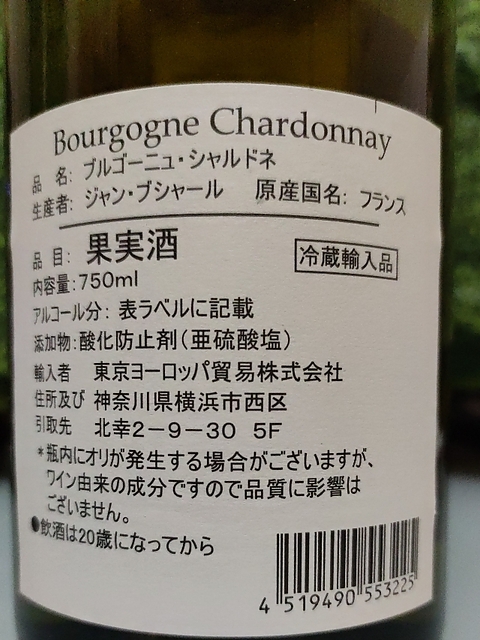 Bourgogne Chardonnay
品 名: ブルゴーニュ・シャルドネ
生産者: ジャン・ブシャール 原産国名: フランス
品 目: 果実酒 冷蔵輸入品
内容量:750ml
アルコール分: 表ラベルに記載
添加物:酸化防止剤(亜硫酸塩)
輸入者 東京ヨーロッパ貿易株式会社
住所及び 神奈川県横浜市西区
引取先 北幸2-9-30 5F
*瓶内にオリが発生する場合がございますが、
ワイン由来の成分ですので品質に影響は
ございません。
●飲酒は20歳になってから
4 519490 553225